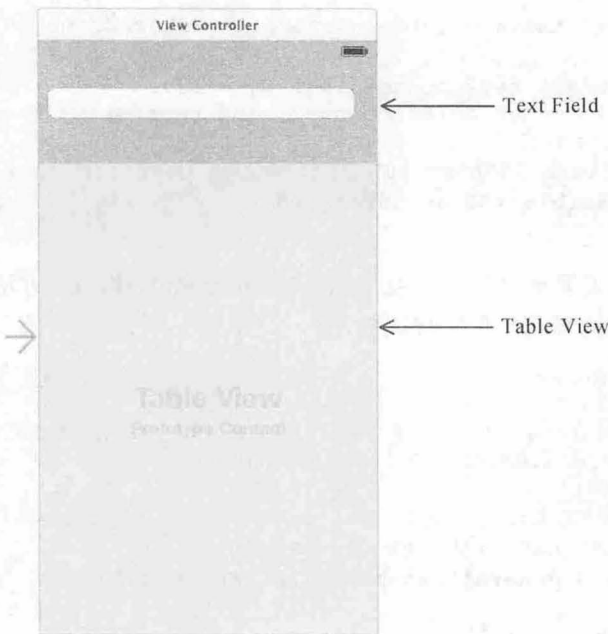 View Controller
Text Field
Table View
Table View
Prototype Content